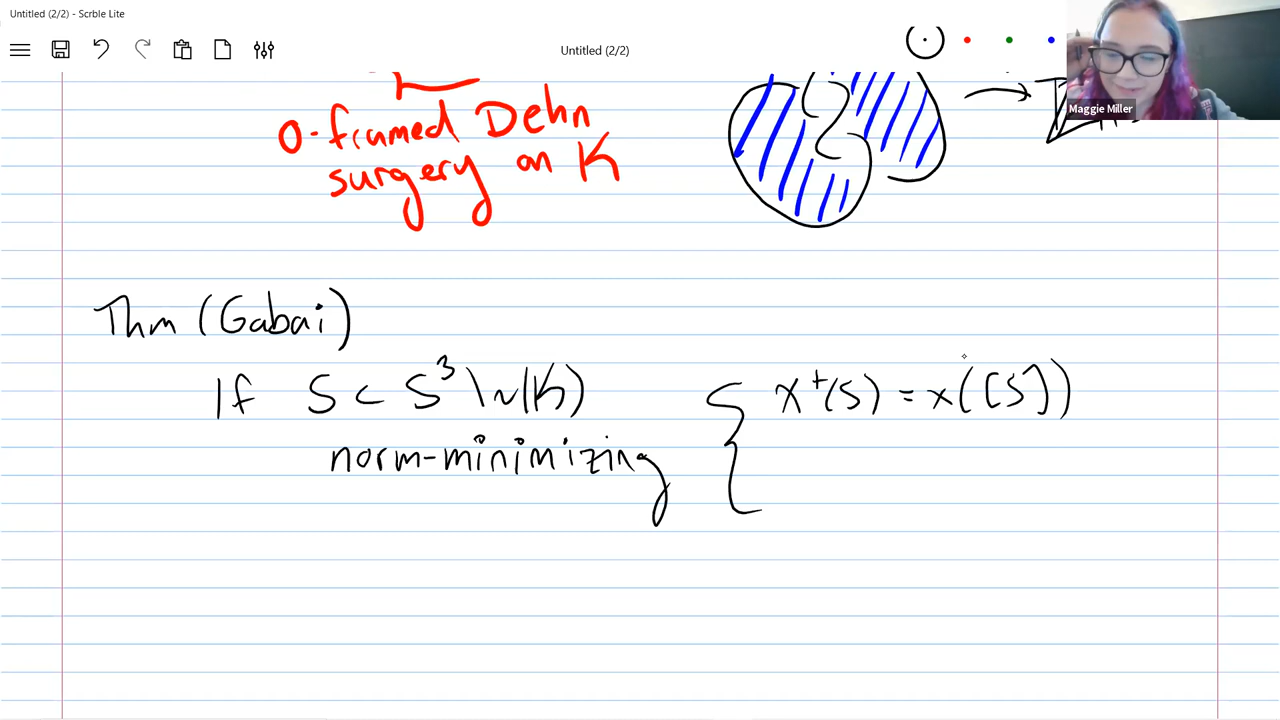 Untitled (2/2) - Scrble Lite
Untitled (2/2)
Maggie Miller
0-framed Dehn
surgery on K
Thm (Gabai)
If S ⊂ S³ \ ν(K) { x⁺(S) = x([S])
norm-minimizing